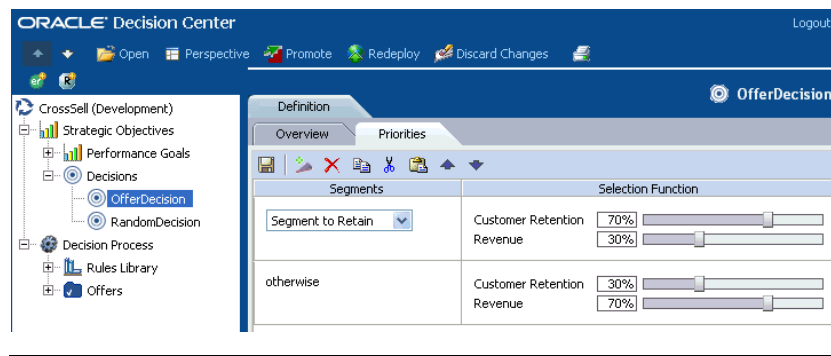 ORACLE Decision Center
Logout
Open Perspective Promote Redeploy Discard Changes
OfferDecision
CrossSell (Development)
Strategic Objectives
Performance Goals
Decisions
OfferDecision
RandomDecision
Decision Process
Rules Library
Offers
Definition
Overview Priorities
Segments Selection Function
Segment to Retain
Customer Retention 70%
Revenue 30%
otherwise
Customer Retention 30%
Revenue 70%